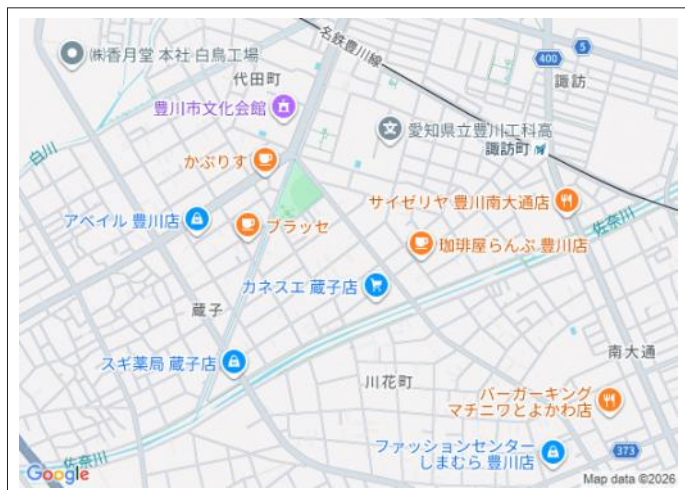 ㈱香月堂 本社 白鳥工場
名鉄豊川線
5
400
代田町
諏訪
豊川市文化会館
愛知県立豊川工科高
諏訪町
白川
かぶりす
サイゼリヤ 豊川南大通店
アベイル 豊川店
佐奈川
ブラッセ
珈琲屋らんぷ 豊川店
カネスエ 蔵子店
蔵子
南大通
スギ薬局 蔵子店
川花町
バーガーキング
マチニワとよかわ店
ファッションセンター
しまむら 豊川店
373
佐奈川
Google
Map data ©2026